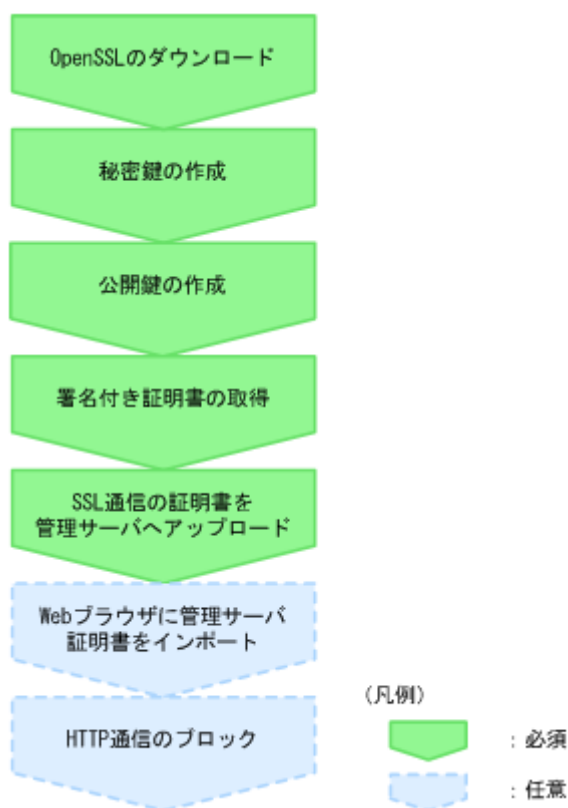 OpenSSLのダウンロード
秘密鍵の作成
公開鍵の作成
署名付き証明書の取得
SSL通信の証明書を
管理サーバへアップロード
Webブラウザに管理サーバ
証明書をインポート
HTTP通信のブロック
(凡例)
：必須
：任意